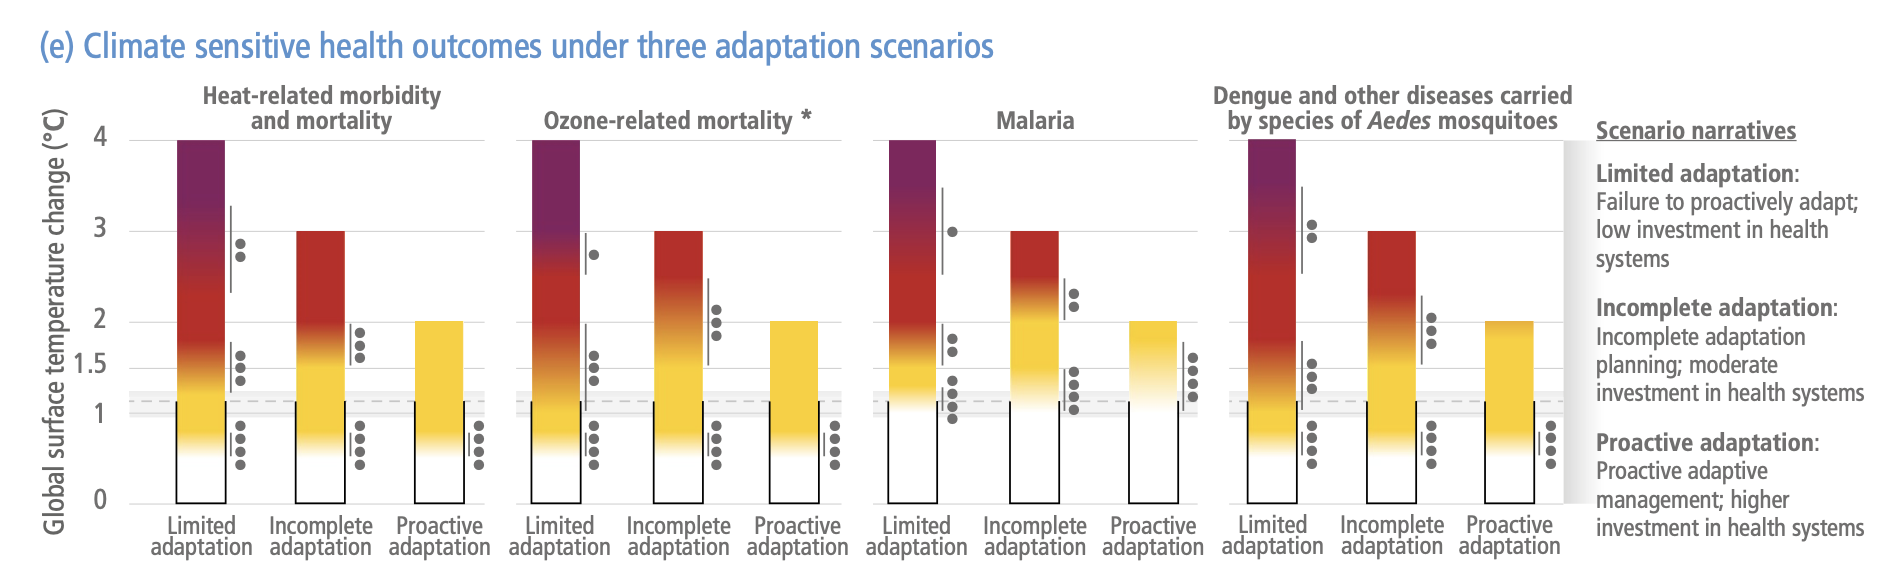 (e) Climate sensitive health outcomes under three adaptation scenarios
Global surface temperature change (°C)
4
3
2
1.5
1
0
Heat-related morbidity
and mortality
Limited
adaptation
Incomplete
adaptation
Proactive
adaptation
Ozone-related mortality *
Limited
adaptation
Incomplete
adaptation
Proactive
adaptation
Malaria
Limited
adaptation
Incomplete
adaptation
Proactive
adaptation
Dengue and other diseases carried
by species of Aedes mosquitoes
Limited
adaptation
Incomplete
adaptation
Proactive
adaptation
Scenario narratives
Limited adaptation:
Failure to proactively adapt;
low investment in health
systems
Incomplete adaptation:
Incomplete adaptation
planning; moderate
investment in health systems
Proactive adaptation:
Proactive adaptive
management; higher
investment in health systems